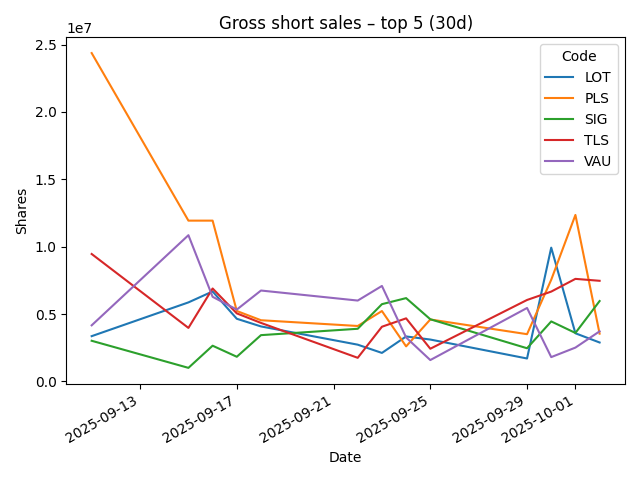 Gross short sales – top 5 (30d)
1e7
Code
LOT
PLS
SIG
TLS
VAU
2.5
2.0
1.5
1.0
0.5
0.0
Shares
2025-09-13
2025-09-17
2025-09-21
2025-09-25
2025-09-29
2025-10-01
Date